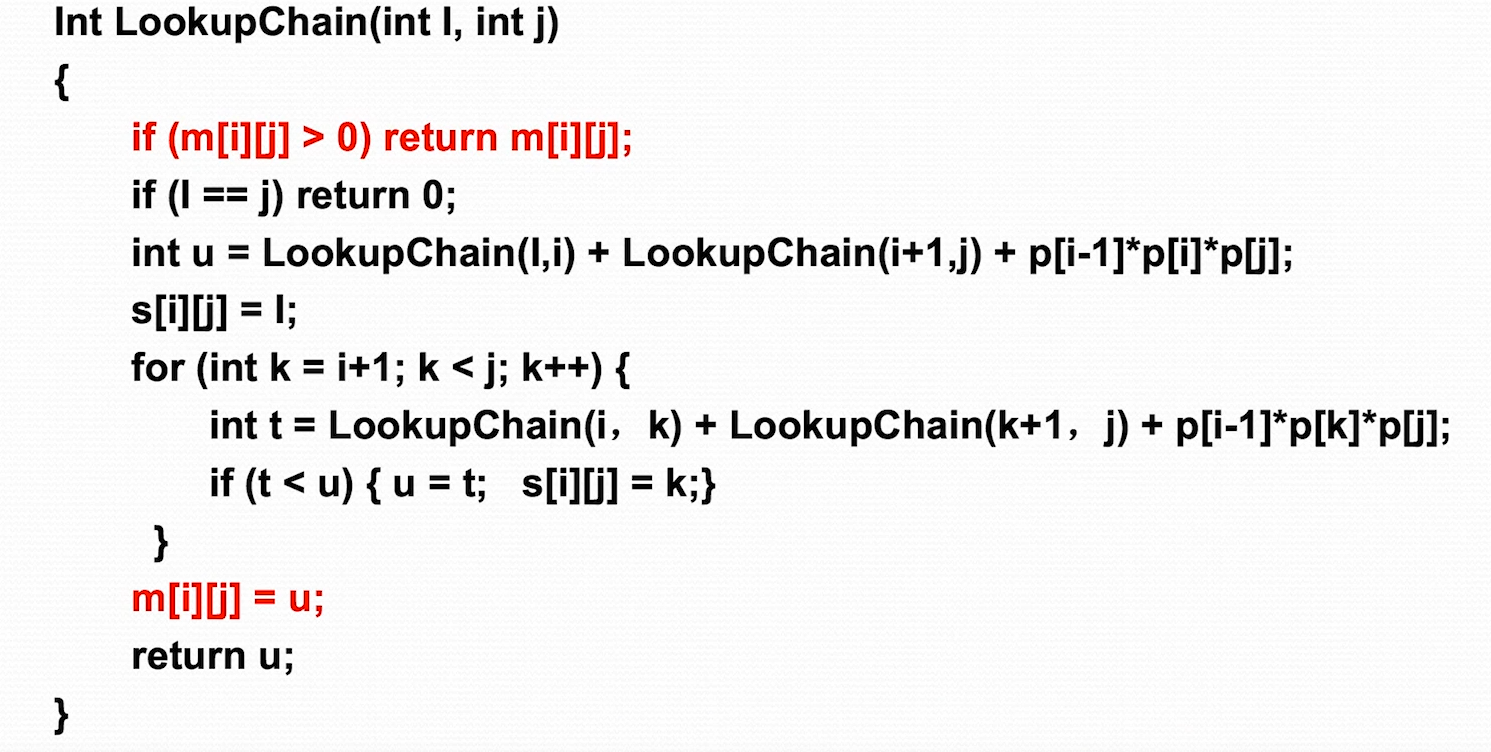 Int LookupChain(int I, int j)
{
if (m[i][j] > 0) return m[i][j];
if (I == j) return 0;
int u = LookupChain(I,i) + LookupChain(i+1,j) + p[i-1]*p[i]*p[j];
s[i][j] = I;
for (int k = i+1; k < j; k++) {
int t = LookupChain(i，k) + LookupChain(k+1，j) + p[i-1]*p[k]*p[j];
if (t < u) { u = t; s[i][j] = k;}
}
m[i][j] = u;
return u;
}